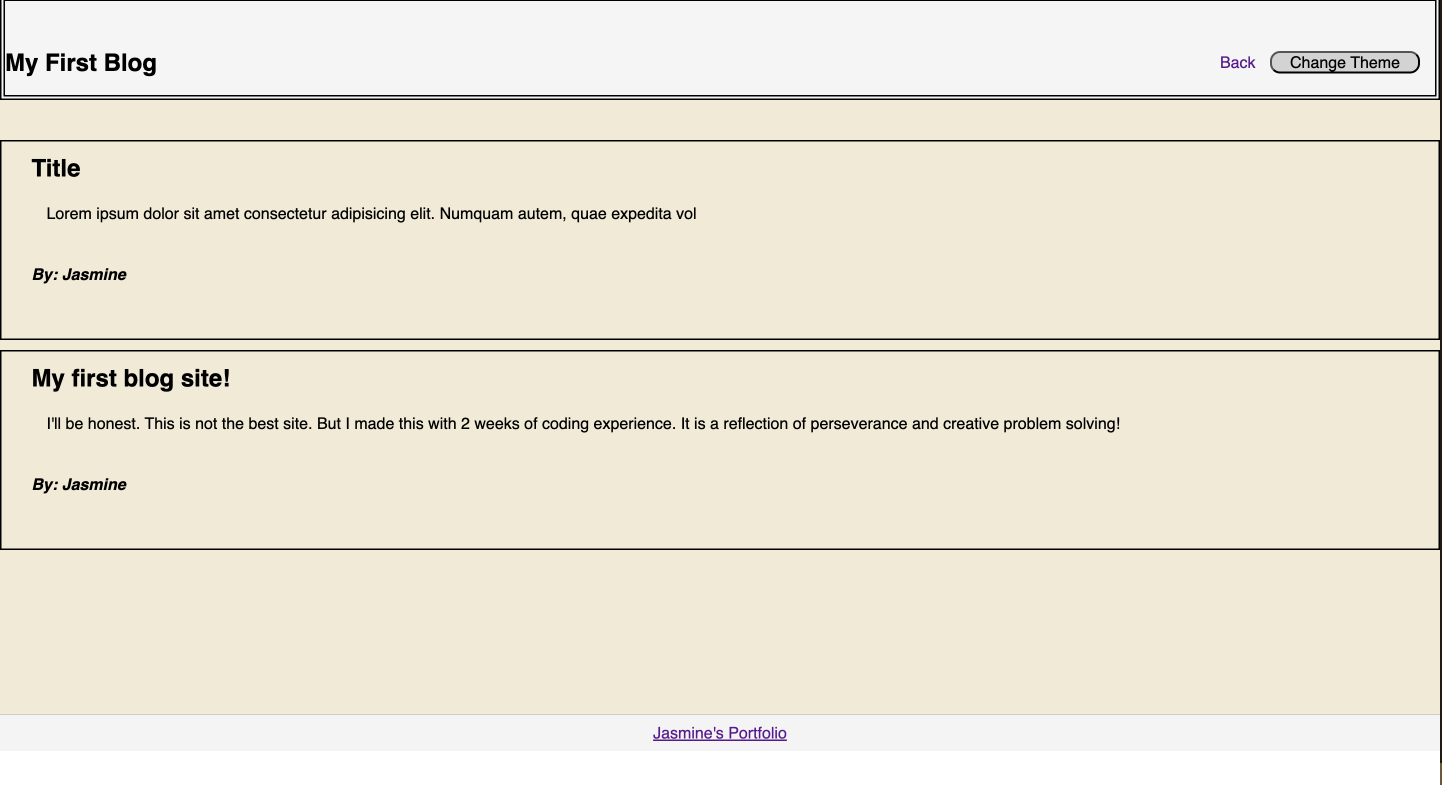 My First Blog
Back
Change Theme
Title
Lorem ipsum dolor sit amet consectetur adipisicing elit. Numquam autem, quae expedita vol
By: Jasmine
My first blog site!
I'll be honest. This is not the best site. But I made this with 2 weeks of coding experience. It is a reflection of perseverance and creative problem solving!
By: Jasmine
Jasmine's Portfolio